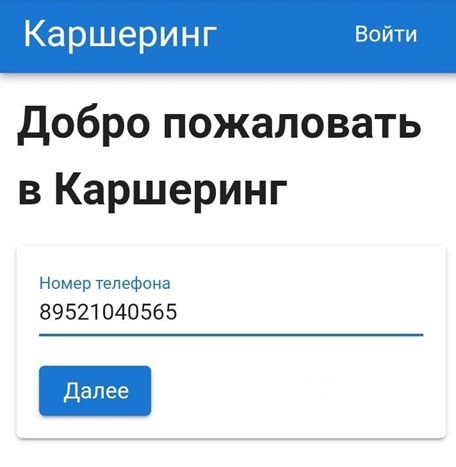 Каршеринг
Войти
Добро пожаловать
в Каршеринг
Номер телефона
89521040565
Далее